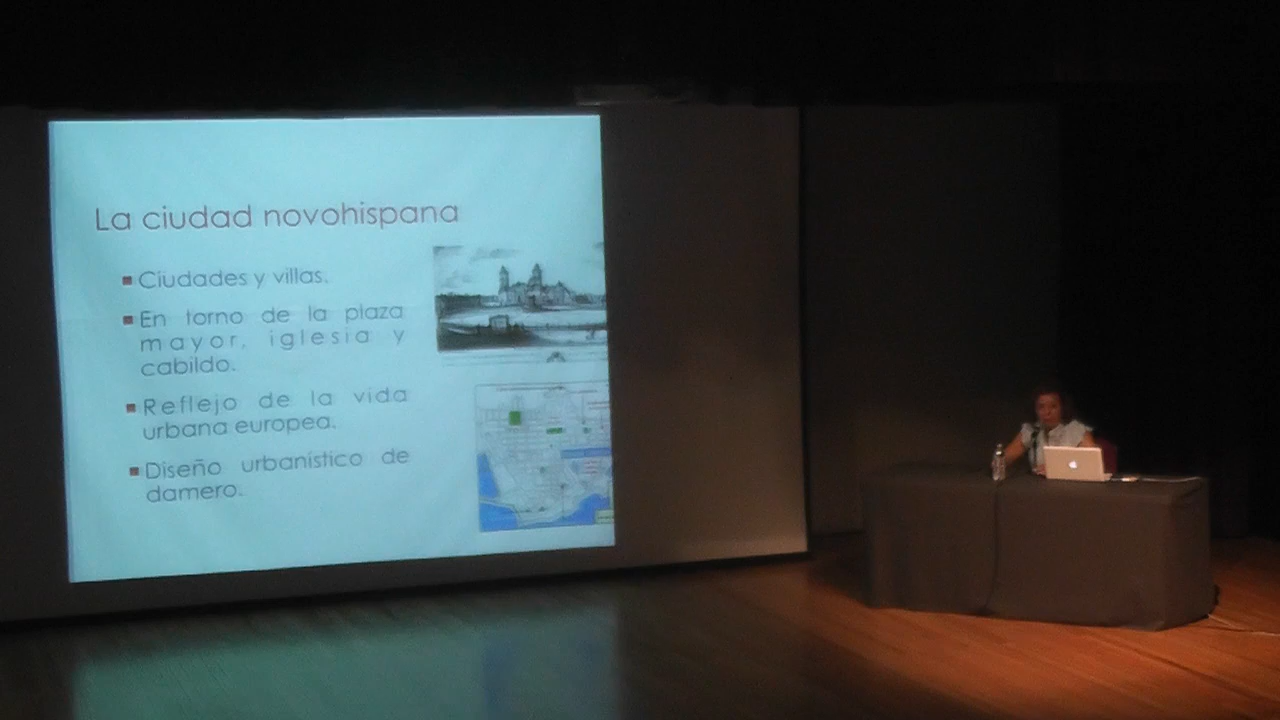 La ciudad novohispana
Ciudades y villas.
En torno de la plaza
mayor, iglesia y
cabildo.
Reflejo de la vida
urbana europea.
Diseño urbanístico de
damero.